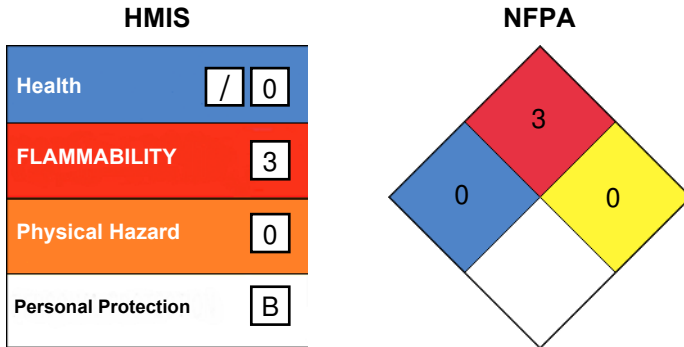 HMIS
Health / 0
FLAMMABILITY 3
Physical Hazard 0
Personal Protection B
NFPA
3
0 0